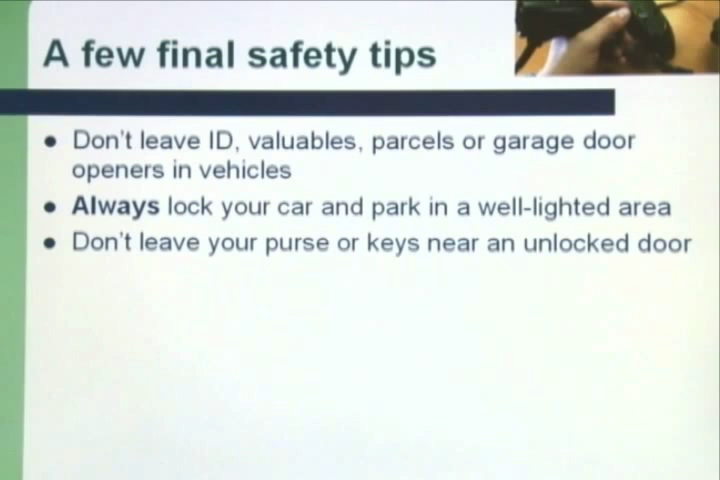 A few final safety tips
● Don't leave ID, valuables, parcels or garage door
openers in vehicles
● Always lock your car and park in a well-lighted area
● Don't leave your purse or keys near an unlocked door